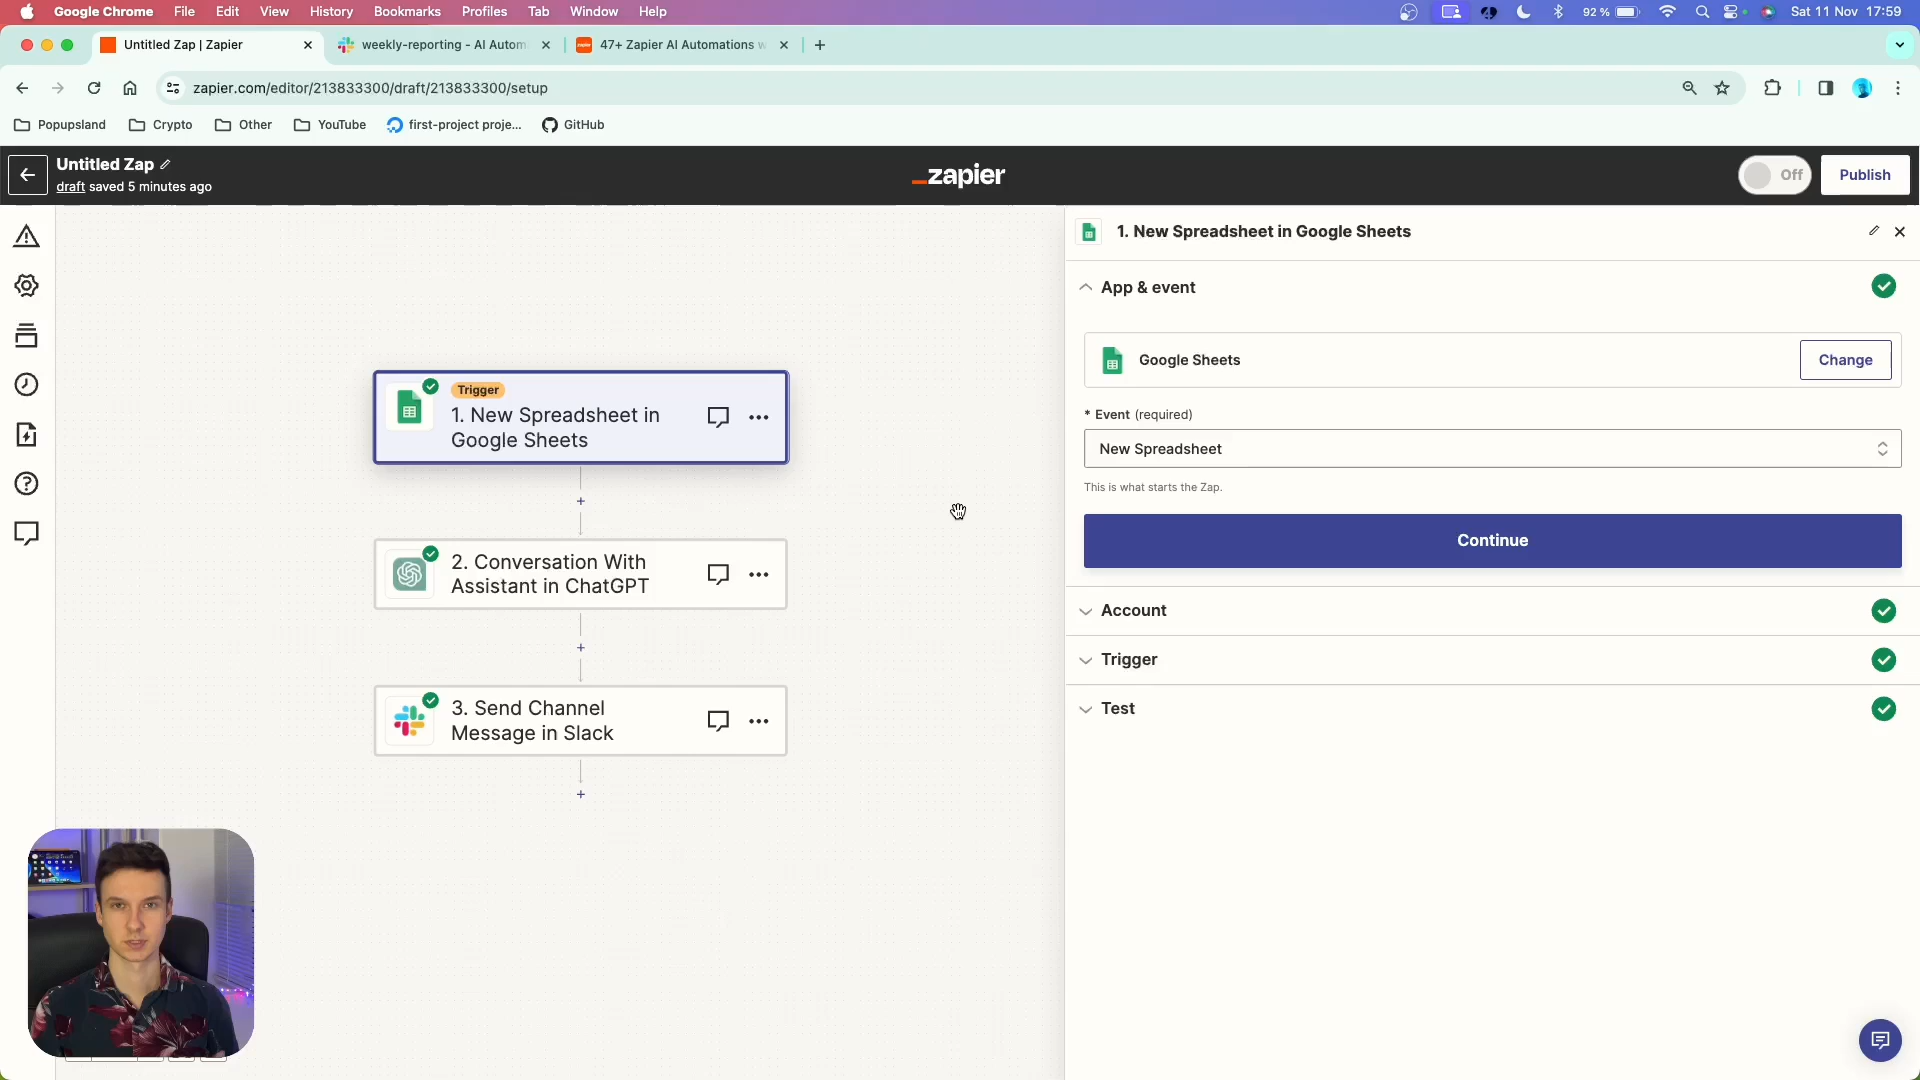 Google Chrome File Edit View History Bookmarks Profiles Tab Window Help 92 % Sat 11 Nov 17:59
Untitled Zap | Zapier weekly-reporting - AI Autom 47+ Zapier AI Automations
zapier.com/editor/213833300/draft/213833300/setup
Popupsland Crypto Other YouTube first-project proje... GitHub
Untitled Zap
draft saved 5 minutes ago
_zapier
Off
Publish
1. New Spreadsheet in Google Sheets
App & event
Google Sheets
Change
* Event (required)
New Spreadsheet
This is what starts the Zap.
Continue
Account
Trigger
Test
Trigger
1. New Spreadsheet in
Google Sheets
+
2. Conversation With
Assistant in ChatGPT
+
3. Send Channel
Message in Slack
+